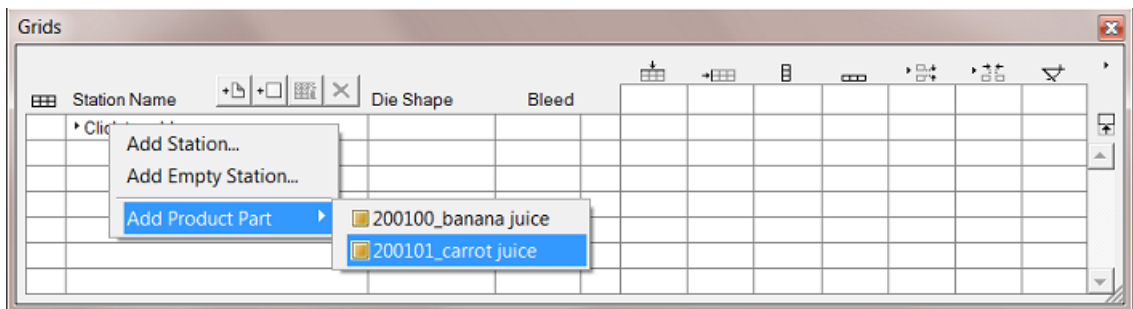 Grids
Station Name
Die Shape
Bleed
Add Station...
Add Empty Station...
Add Product Part
200100_banana juice
200101_carrot juice